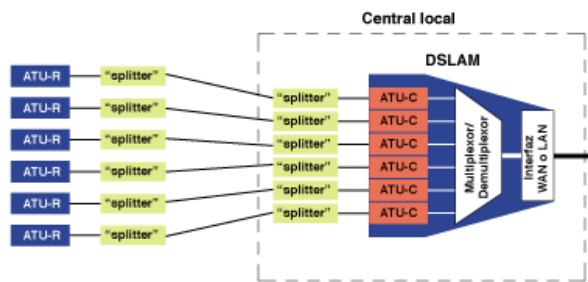 Central local
DSLAM
ATU-R "splitter"
"splitter" ATU-C
ATU-R "splitter"
"splitter" ATU-C
ATU-R "splitter"
"splitter" ATU-C
ATU-R "splitter"
"splitter" ATU-C
ATU-R "splitter"
"splitter" ATU-C
ATU-R "splitter"
"splitter" ATU-C
Multiplexor/
Demultiplexor
Interfaz
WAN o LAN